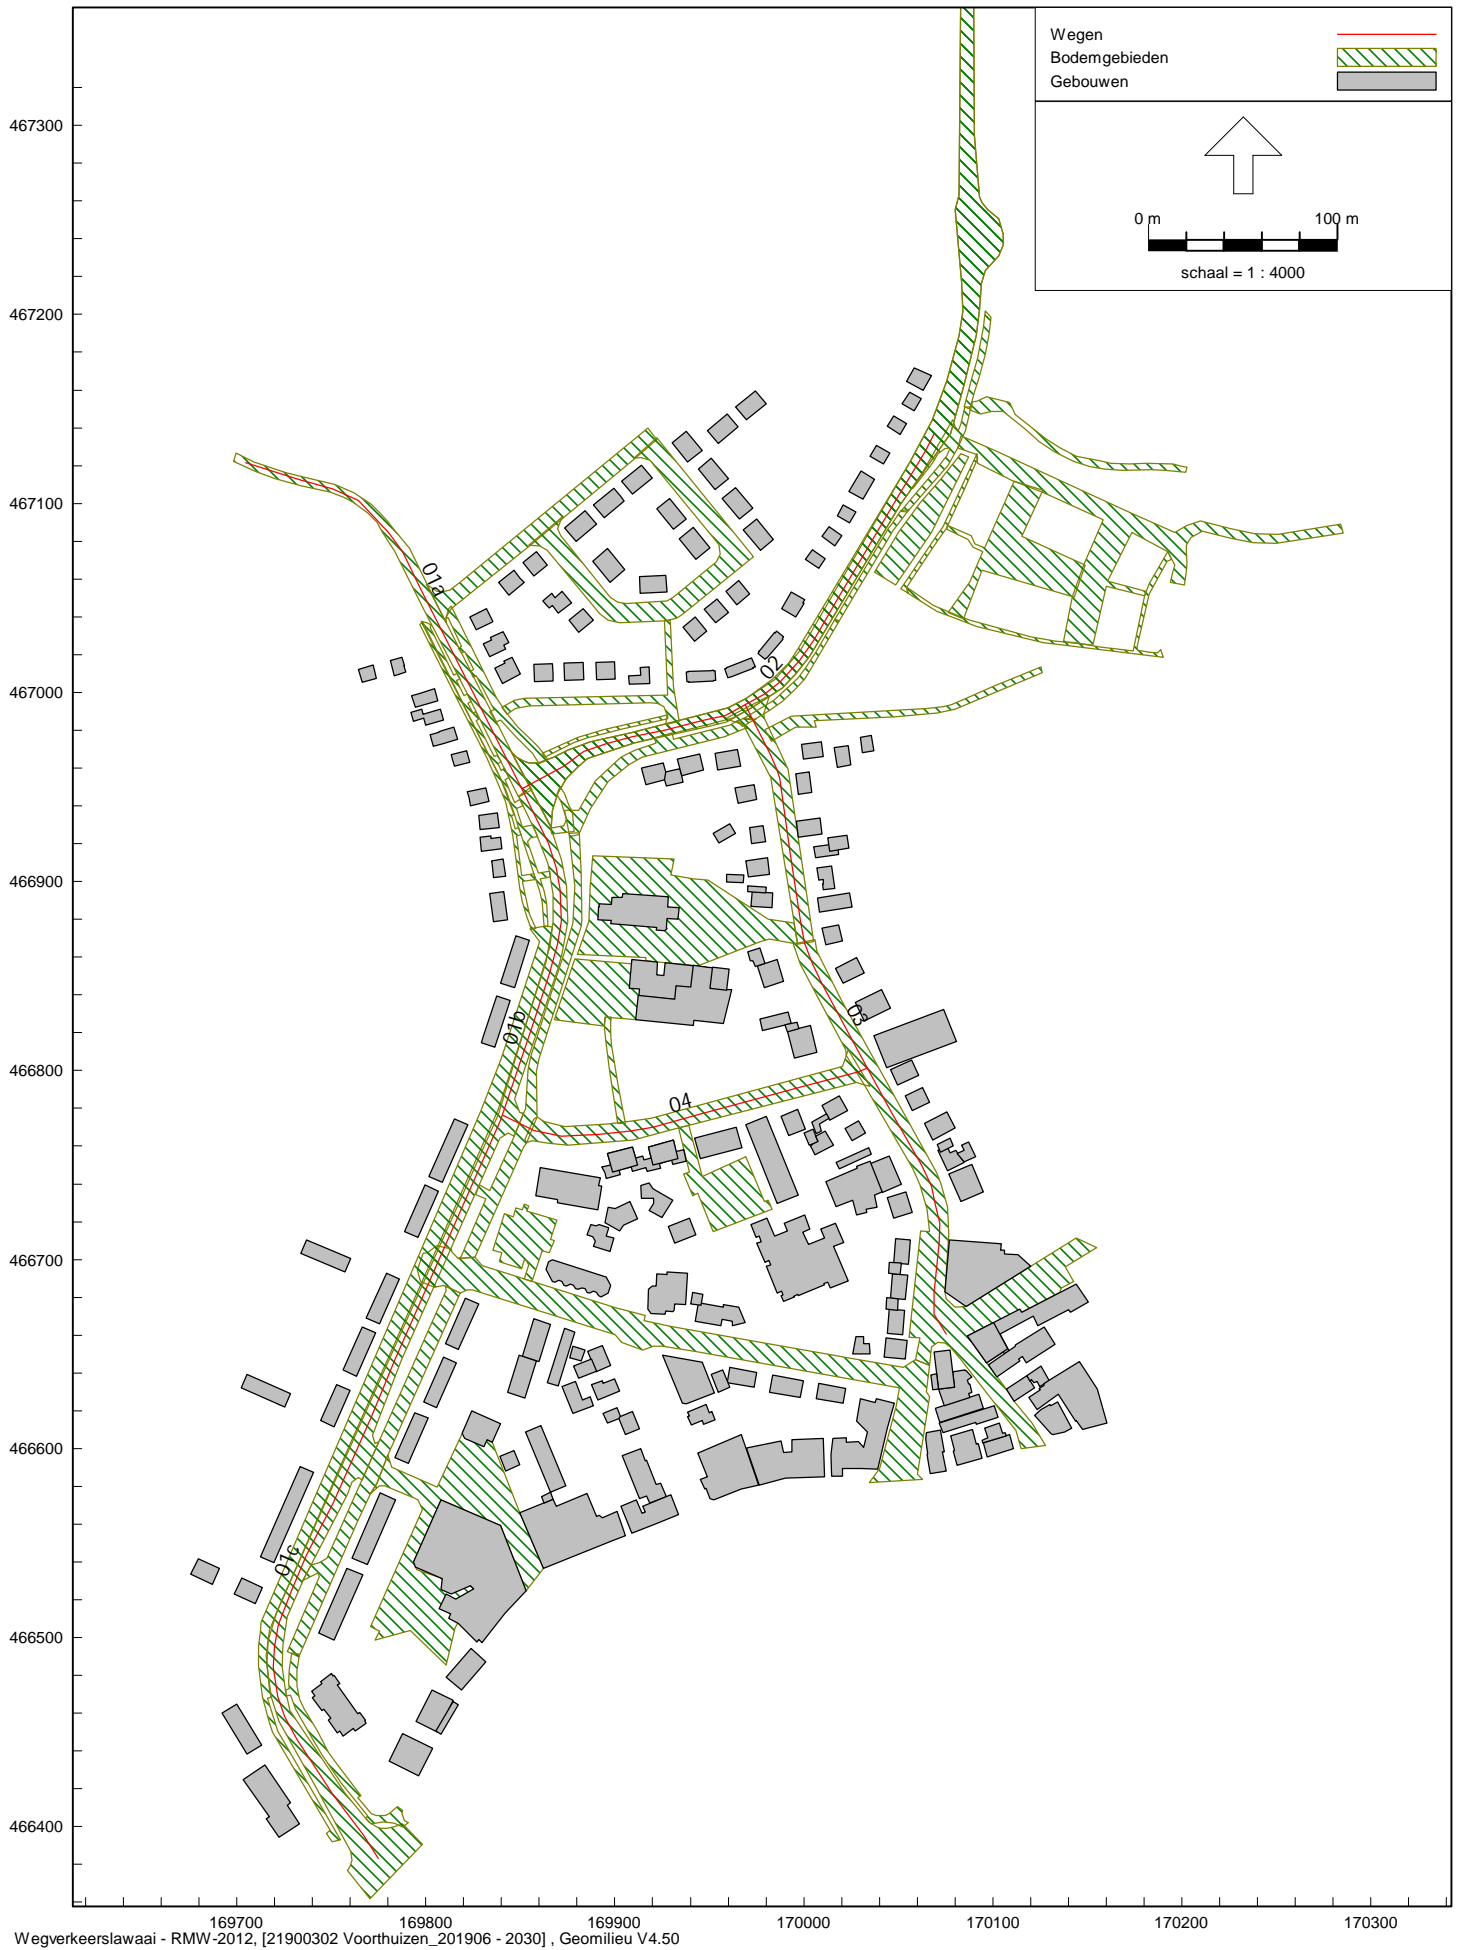 Wegen
Bodemgebieden
Gebouwen
0 m 100 m
schaal = 1 : 4000
467300
467200
467100
467000
466900
466800
466700
466600
466500
466400
01a
02
01b
03
04
01c
169700 169800 169900 170000 170100 170200 170300
Wegverkeerslawaai - RMW-2012, [21900302 Voorthuizen_201906 - 2030] , Geomilieu V4.50